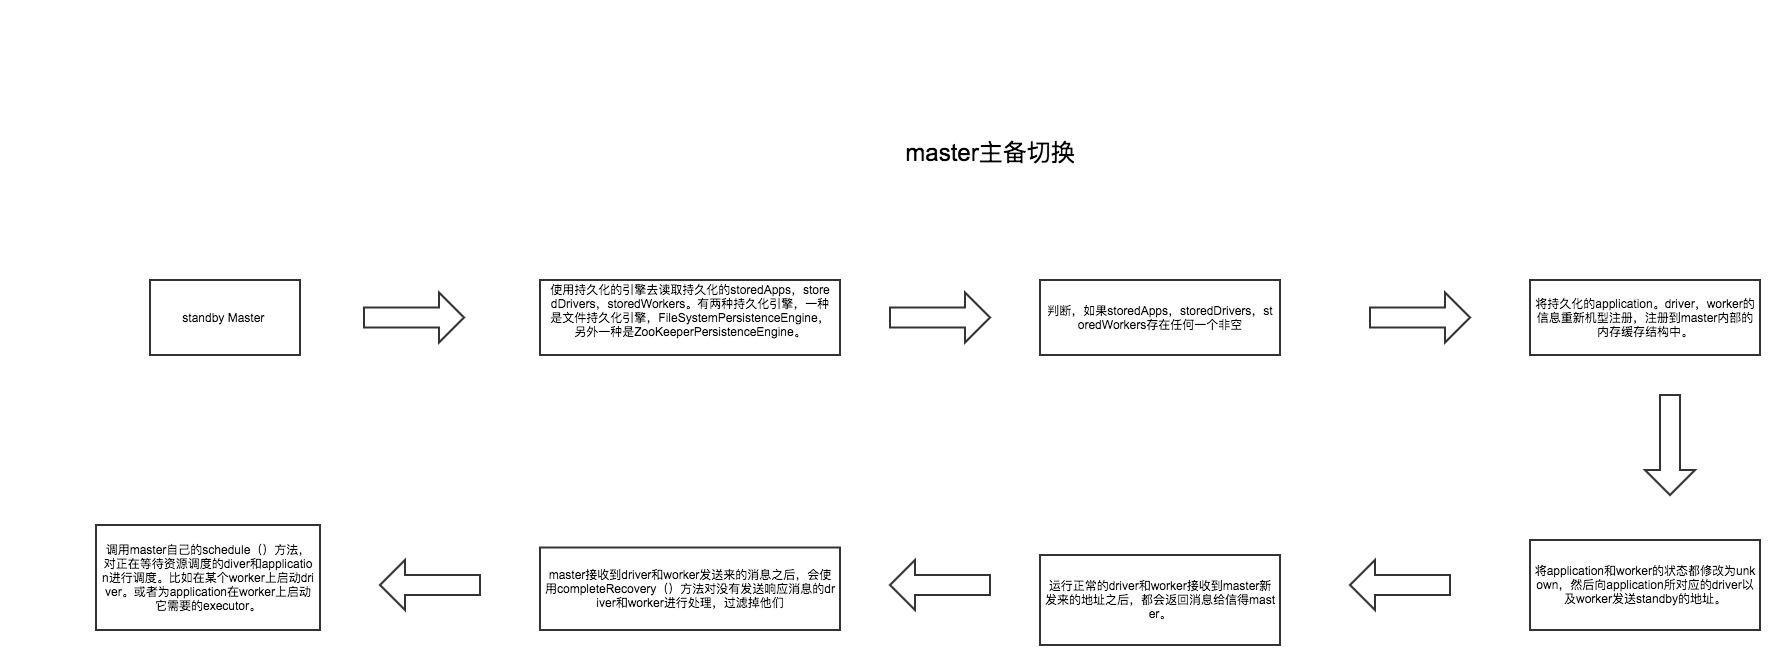 master主备切换
standby Master
使用持久化的引擎去读取持久化的storedApps，store
dDrivers，storedWorkers。有两种持久化引擎，一种
是文件持久化引擎，FileSystemPersistenceEngine，
另外一种是ZooKeeperPersistenceEngine。
判断，如果storedApps，storedDrivers，st
oredWorkers存在任何一个非空
将持久化的application。driver，worker的
信息重新机型注册，注册到master内部的
内存缓存结构中。
将application和worker的状态都修改为unk
own，然后向application所对应的driver以
及worker发送standby的地址。
运行正常的driver和worker接收到master新
发来的地址之后，都会返回消息给信得mast
er。
master接收到driver和worker发送来的消息之后，会使
用completeRecovery（）方法对没有发送响应消息的dr
iver和worker进行处理，过滤掉他们
调用master自己的schedule（）方法，
对正在等待资源调度的diver和applicatio
n进行调度。比如在某个worker上启动dri
ver。或者为application在worker上启动
它需要的executor。